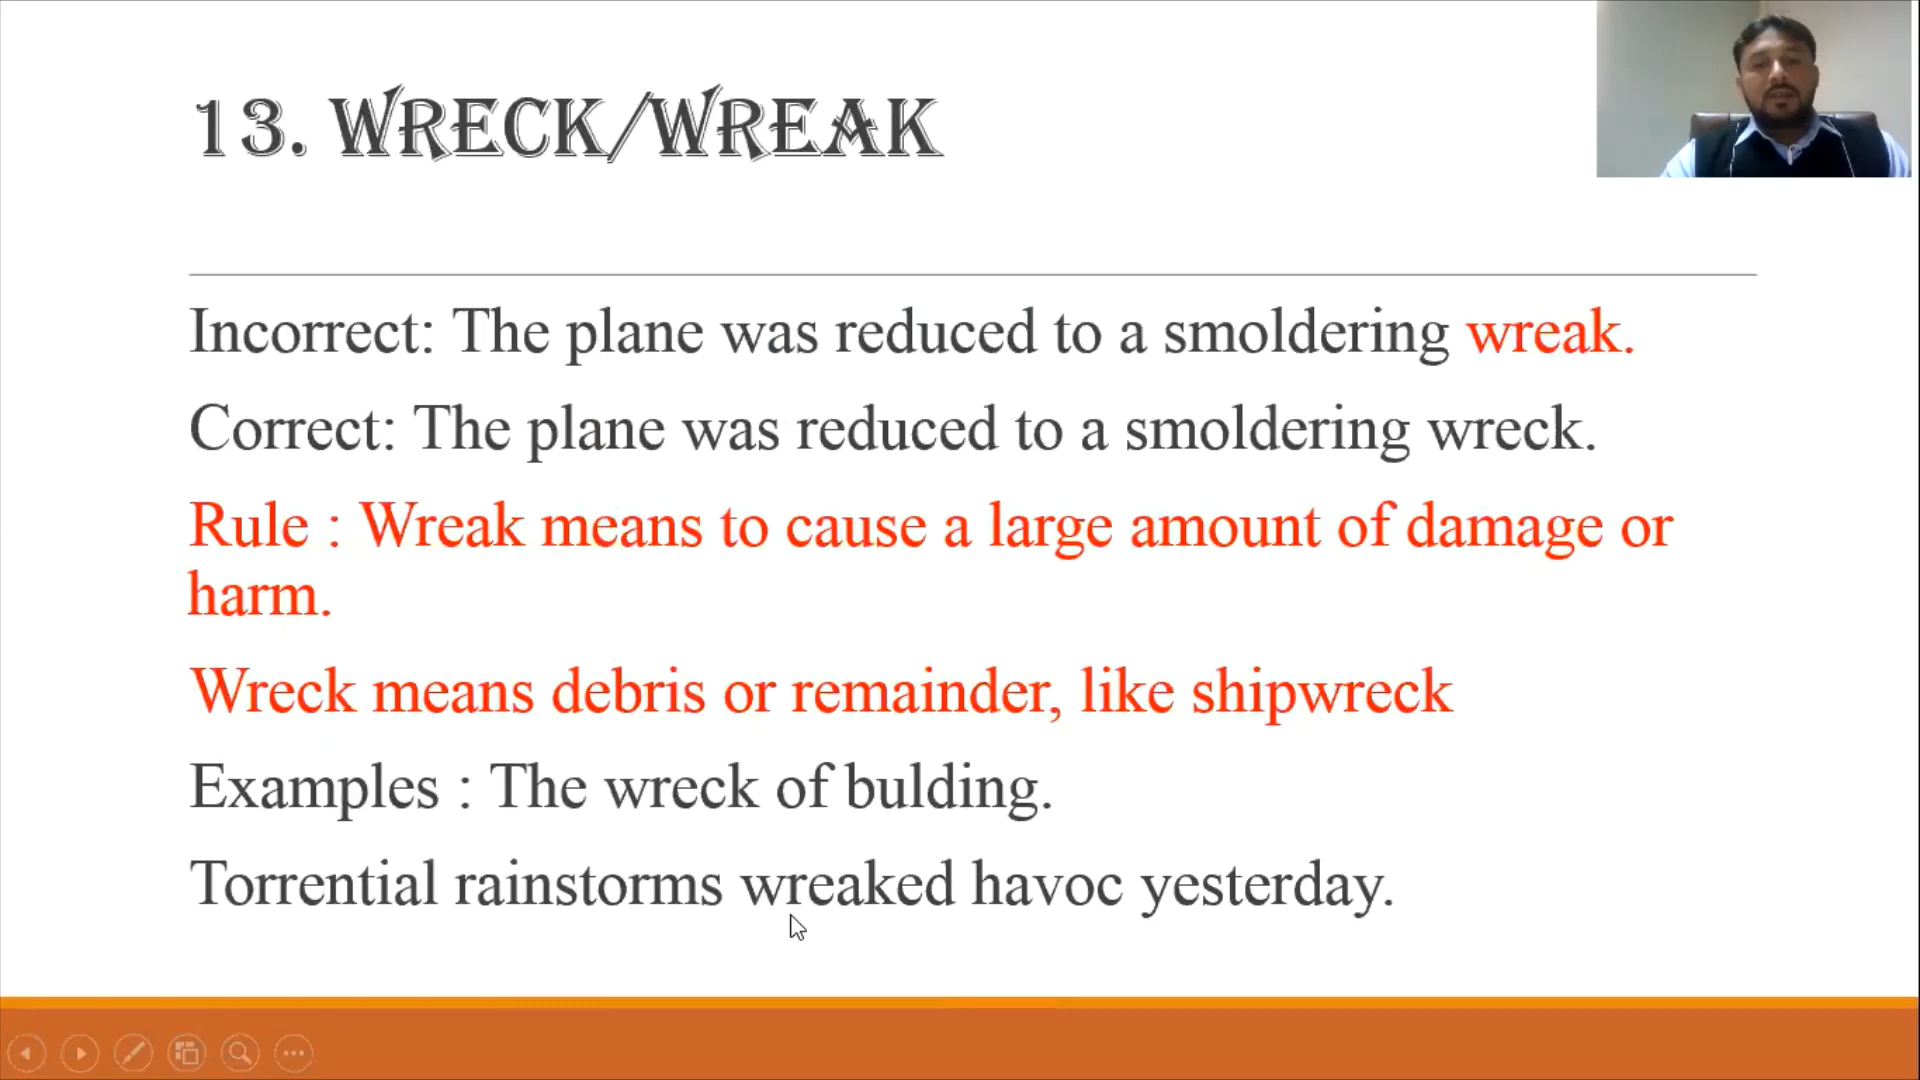 13. WRECK/WREAK
Incorrect: The plane was reduced to a smoldering wreak.
Correct: The plane was reduced to a smoldering wreck.
Rule : Wreak means to cause a large amount of damage or
harm.
Wreck means debris or remainder, like shipwreck
Examples : The wreck of bulding.
Torrential rainstorms wreaked havoc yesterday.